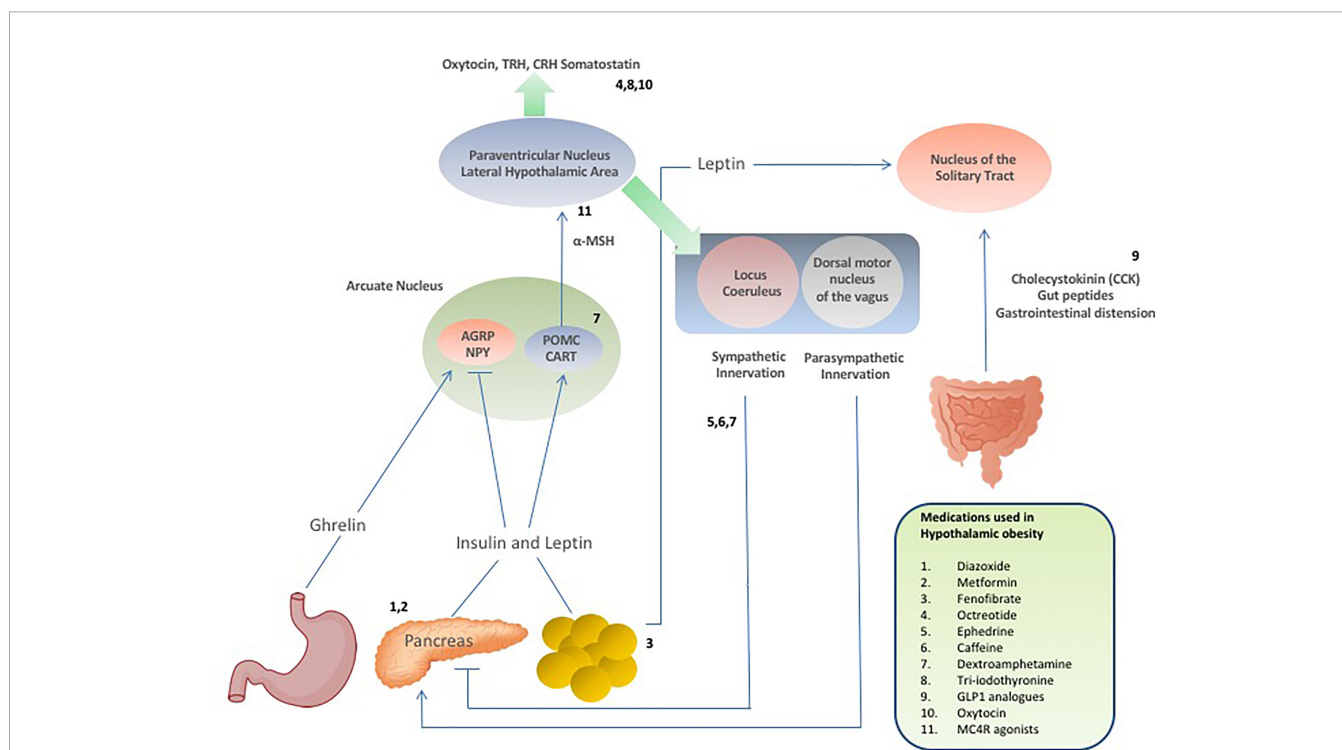 Oxytocin, TRH, CRH Somatostatin
4,8,10
Paraventricular Nucleus
Lateral Hypothalamic Area
Leptin
Nucleus of the
Solitary Tract
11
α-MSH
Locus
Coeruleus
Dorsal motor
nucleus
of the vagus
9
Cholecystokinin (CCK)
Gut peptides
Gastrointestinal distension
Arcuate Nucleus
7
AGRP
NPY
POMC
CART
Sympathetic
Innervation
Parasympathetic
Innervation
5,6,7
Ghrelin
Insulin and Leptin
1,2
Pancreas
3
Medications used in
Hypothalamic obesity
1. Diazoxide
2. Metformin
3. Fenofibrate
4. Octreotide
5. Ephedrine
6. Caffeine
7. Dextroamphetamine
8. Tri-iodothyronine
9. GLP1 analogues
10. Oxytocin
11. MC4R agonists